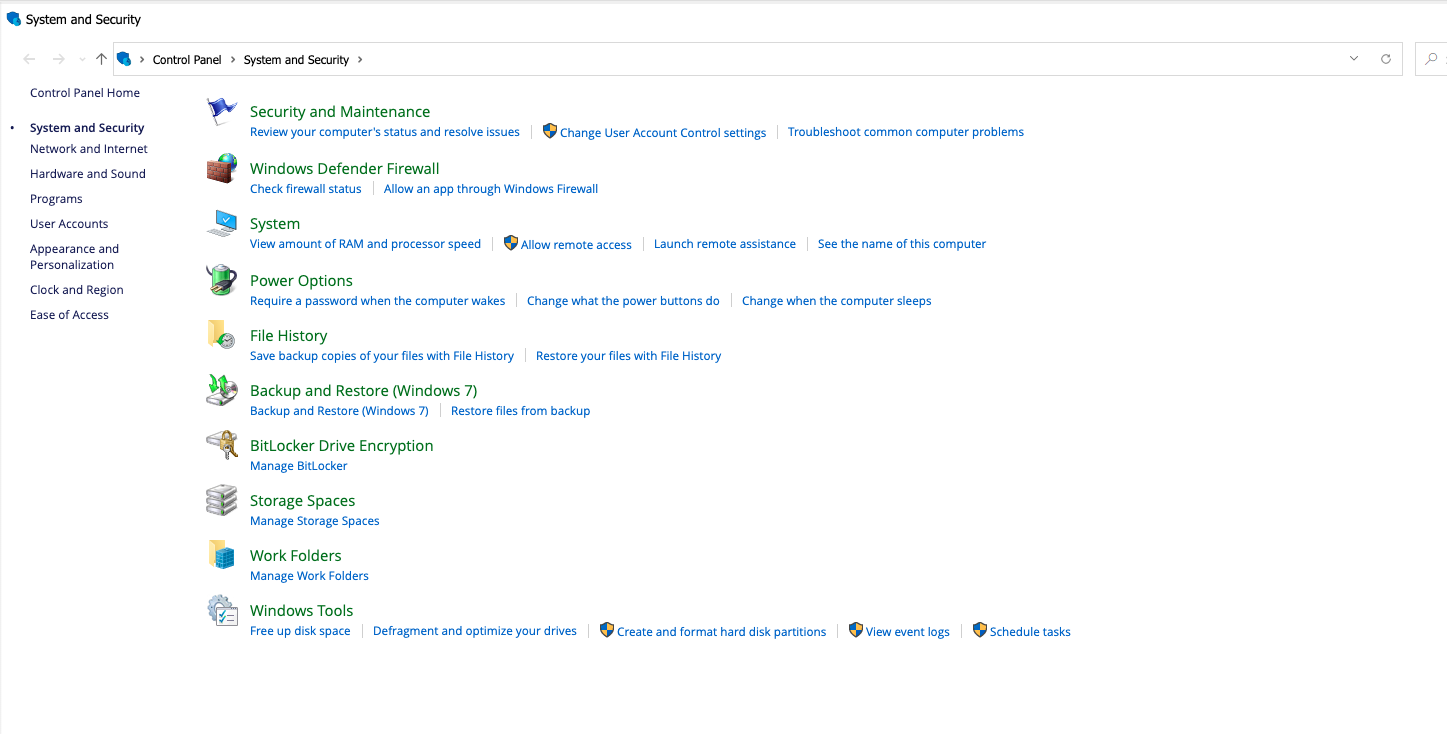 System and Security
Control Panel System and Security
Control Panel Home
System and Security
Network and Internet
Hardware and Sound
Programs
User Accounts
Appearance and
Personalization
Clock and Region
Ease of Access
Security and Maintenance
Review your computer's status and resolve issues Change User Account Control settings Troubleshoot common computer problems
Windows Defender Firewall
Check firewall status Allow an app through Windows Firewall
System
View amount of RAM and processor speed Allow remote access Launch remote assistance See the name of this computer
Power Options
Require a password when the computer wakes Change what the power buttons do Change when the computer sleeps
File History
Save backup copies of your files with File History Restore your files with File History
Backup and Restore (Windows 7)
Backup and Restore (Windows 7) Restore files from backup
BitLocker Drive Encryption
Manage BitLocker
Storage Spaces
Manage Storage Spaces
Work Folders
Manage Work Folders
Windows Tools
Free up disk space Defragment and optimize your drives Create and format hard disk partitions View event logs Schedule tasks